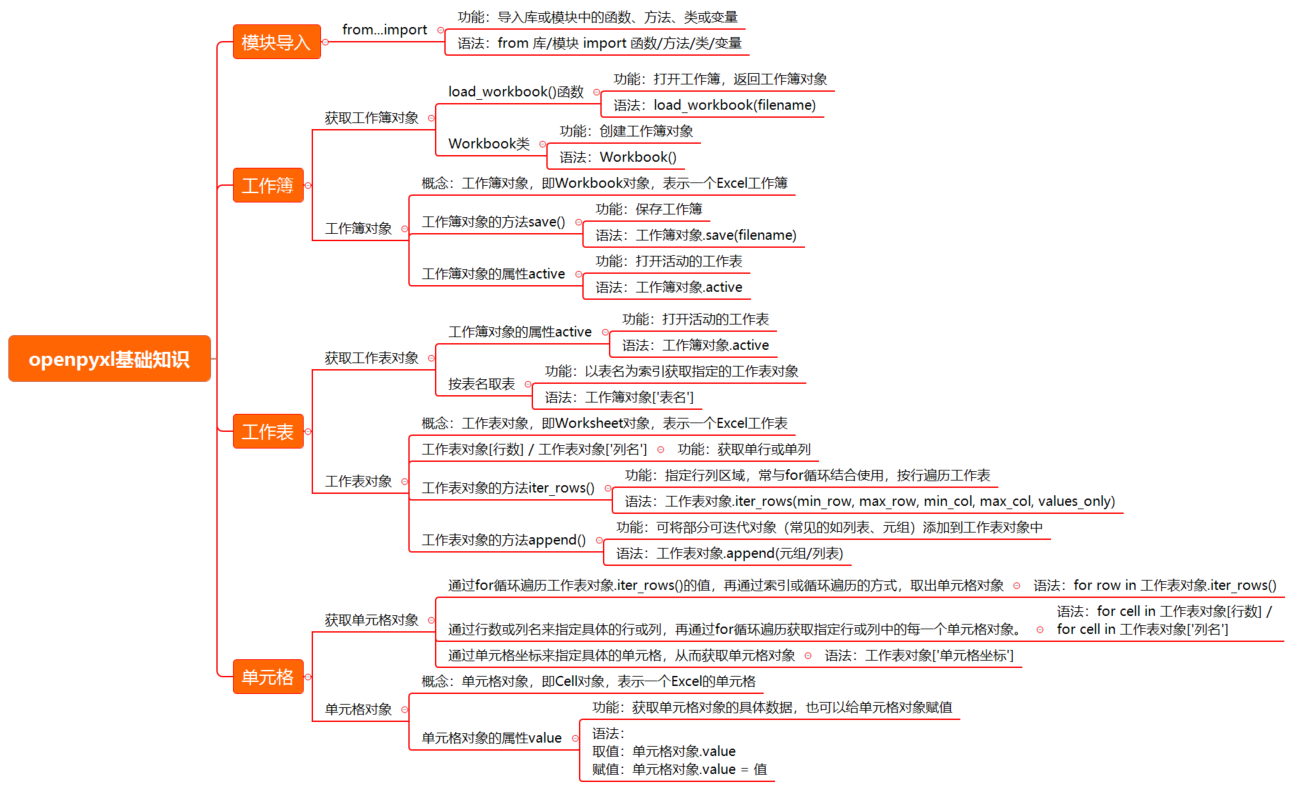 openpyxl基础知识
模块导入
from...import
功能：导入库或模块中的函数、方法、类或变量
语法：from 库/模块 import 函数/方法/类/变量
工作簿
获取工作簿对象
load_workbook()函数
功能：打开工作簿，返回工作簿对象
语法：load_workbook(filename)
Workbook类
功能：创建工作簿对象
语法：Workbook()
工作簿对象
概念：工作簿对象，即Workbook对象，表示一个Excel工作簿
工作簿对象的方法save()
功能：保存工作簿
语法：工作簿对象.save(filename)
工作簿对象的属性active
功能：打开活动的工作表
语法：工作簿对象.active
工作表
获取工作表对象
工作簿对象的属性active
功能：打开活动的工作表
语法：工作簿对象.active
按表名取表
功能：以表名为索引获取指定的工作表对象
语法：工作簿对象['表名']
工作表对象
概念：工作表对象，即Worksheet对象，表示一个Excel工作表
工作表对象[行数] / 工作表对象['列名']
功能：获取单行或单列
工作表对象的方法iter_rows()
功能：指定行列区域，常与for循环结合使用，按行遍历工作表
语法：工作表对象.iter_rows(min_row, max_row, min_col, max_col, values_only)
工作表对象的方法append()
功能：可将部分可迭代对象（常见的如列表、元组）添加到工作表对象中
语法：工作表对象.append(元组/列表)
单元格
获取单元格对象
通过for循环遍历工作表对象.iter_rows()的值，再通过索引或循环遍历的方式，取出单元格对象
语法：for row in 工作表对象.iter_rows()
通过行数或列名来指定具体的行或列，再通过for循环遍历获取指定行或列中的每一个单元格对象。
语法：for cell in 工作表对象[行数] /
for cell in 工作表对象['列名']
通过单元格坐标来指定具体的单元格，从而获取单元格对象
语法：工作表对象['单元格坐标']
单元格对象
概念：单元格对象，即Cell对象，表示一个Excel的单元格
单元格对象的属性value
功能：获取单元格对象的具体数据，也可以给单元格对象赋值
语法：
取值：单元格对象.value
赋值：单元格对象.value = 值